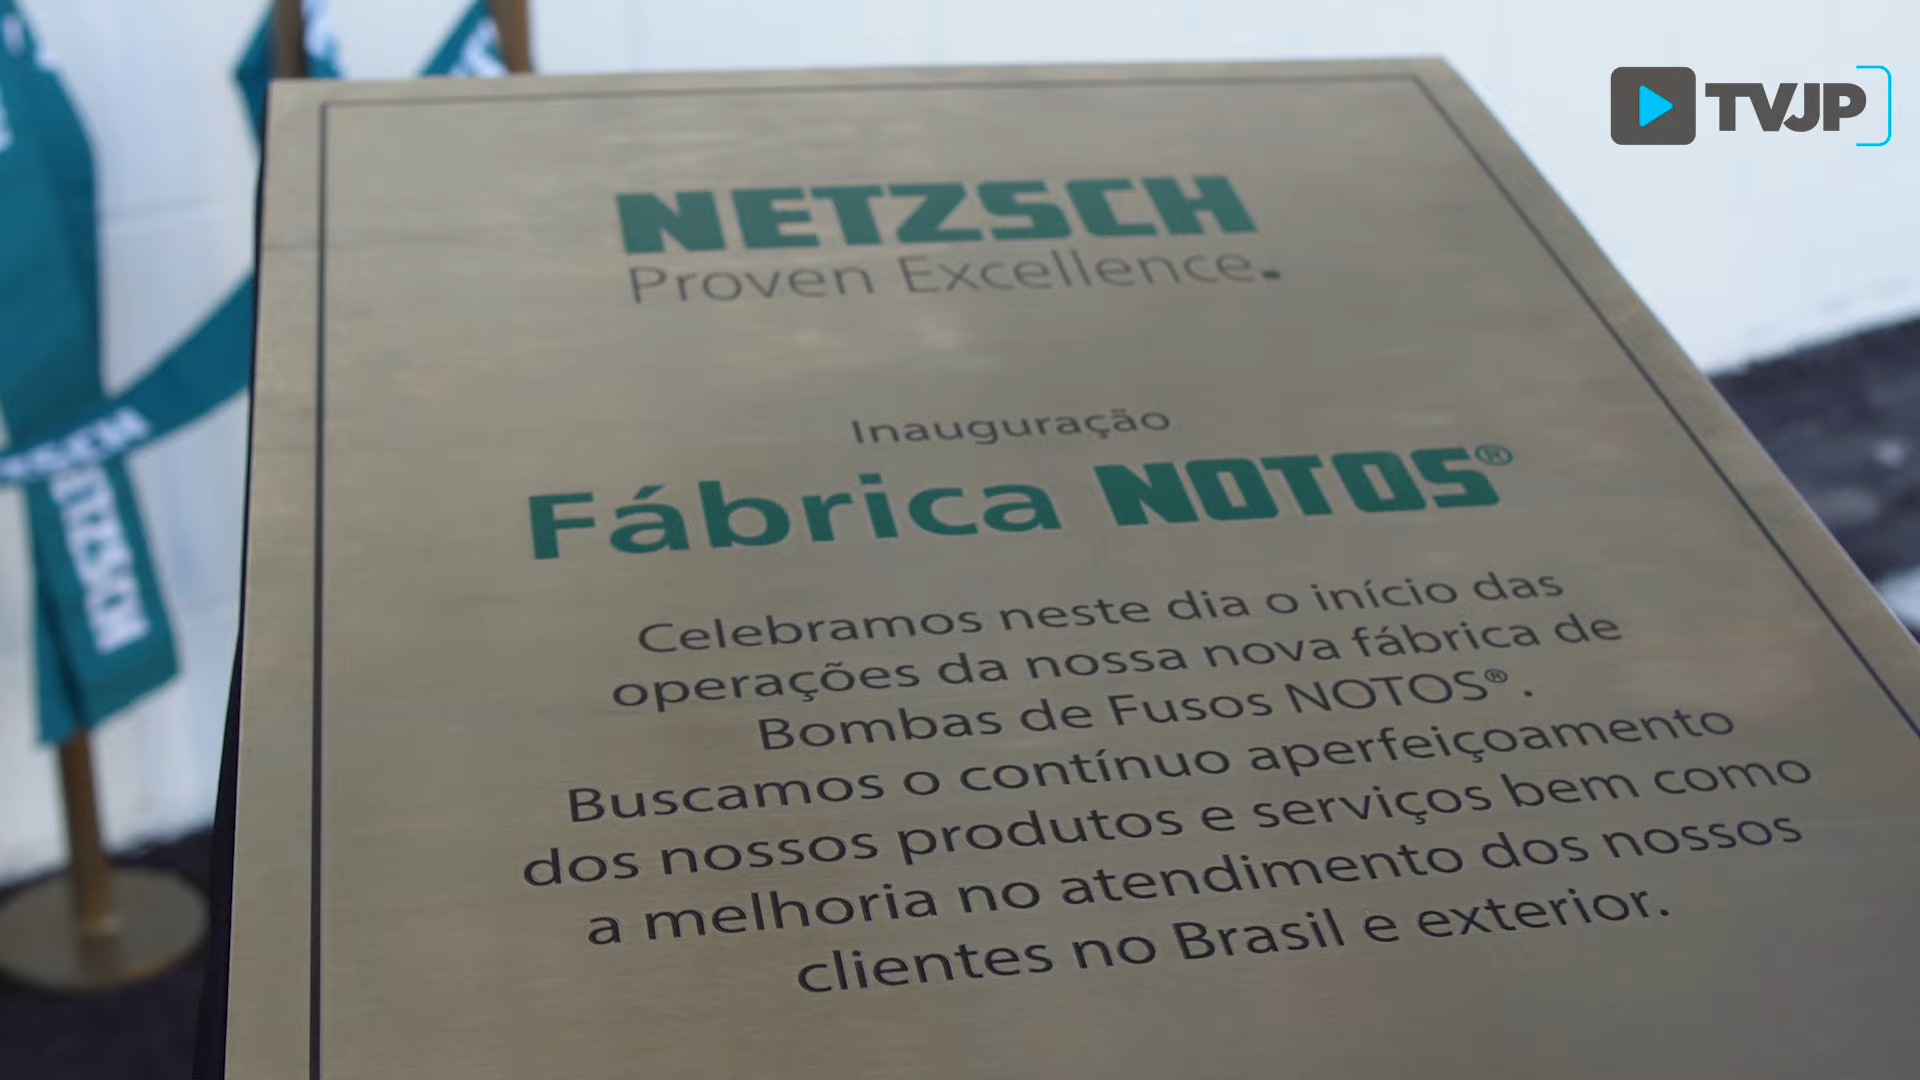 TVJP
NETZSCH
Proven Excellence.
Inauguração
Fábrica NOTOS®
Celebramos neste dia o início das
operações da nossa nova fábrica de
Bombas de Fusos NOTOS® .
Buscamos o contínuo aperfeiçoamento
dos nossos produtos e serviços bem como
a melhoria no atendimento dos nossos
clientes no Brasil e exterior.
NETZSCH